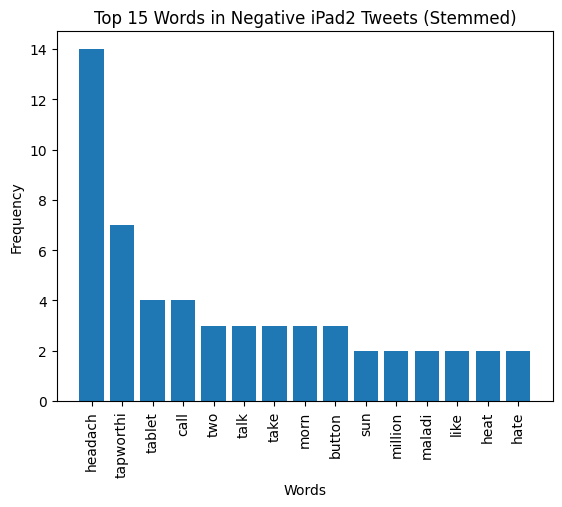 Top 15 Words in Negative iPad2 Tweets (Stemmed)
Frequency
14
12
10
8
6
4
2
0
headach
tapworthi
tablet
call
two
talk
take
morn
button
sun
million
maladi
like
heat
hate
Words